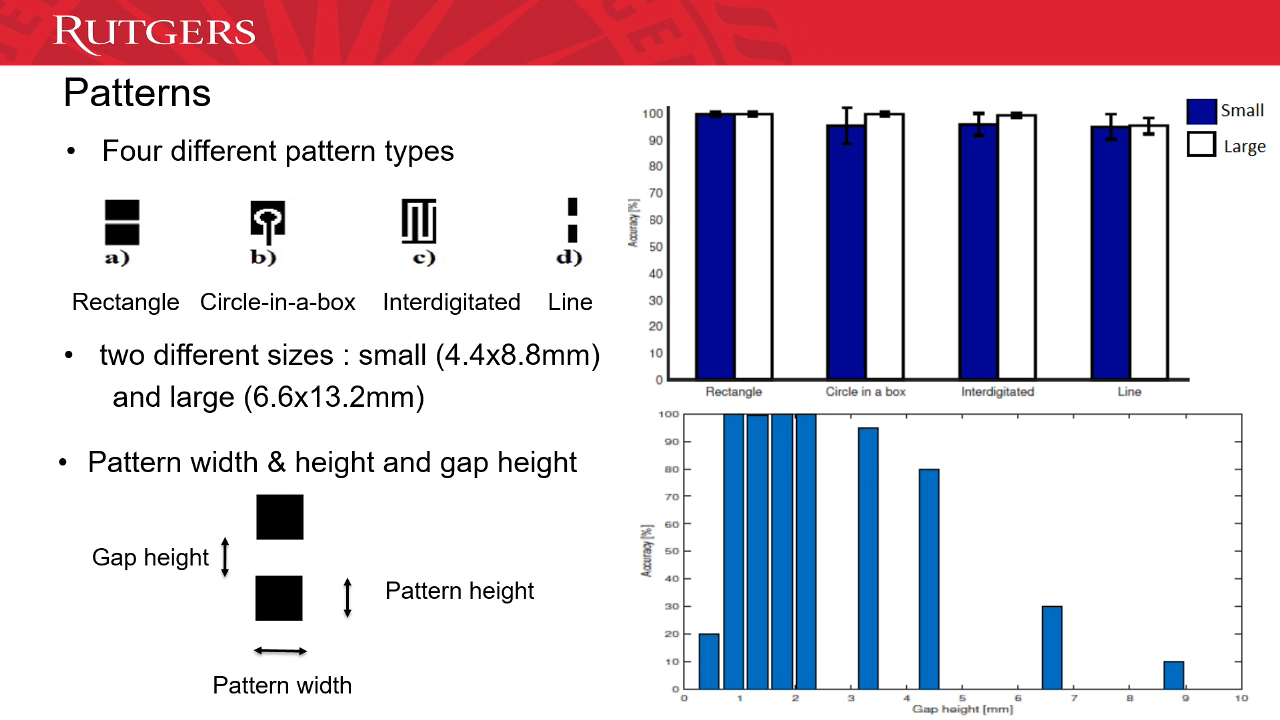 RUTGERS
Patterns
• Four different pattern types
a) b) c) d)
Rectangle Circle-in-a-box Interdigitated Line
• two different sizes : small (4.4x8.8mm)
and large (6.6x13.2mm)
• Pattern width & height and gap height
Gap height
Pattern height
Pattern width
Small
Large
Accuracy [%]
100
90
80
70
60
50
40
30
20
10
0
Rectangle Circle in a box Interdigitated Line
Accuracy [%]
100
90
80
70
60
50
40
30
20
10
0
0 1 2 3 4 5 6 7 8 9 10
Gap height [mm]